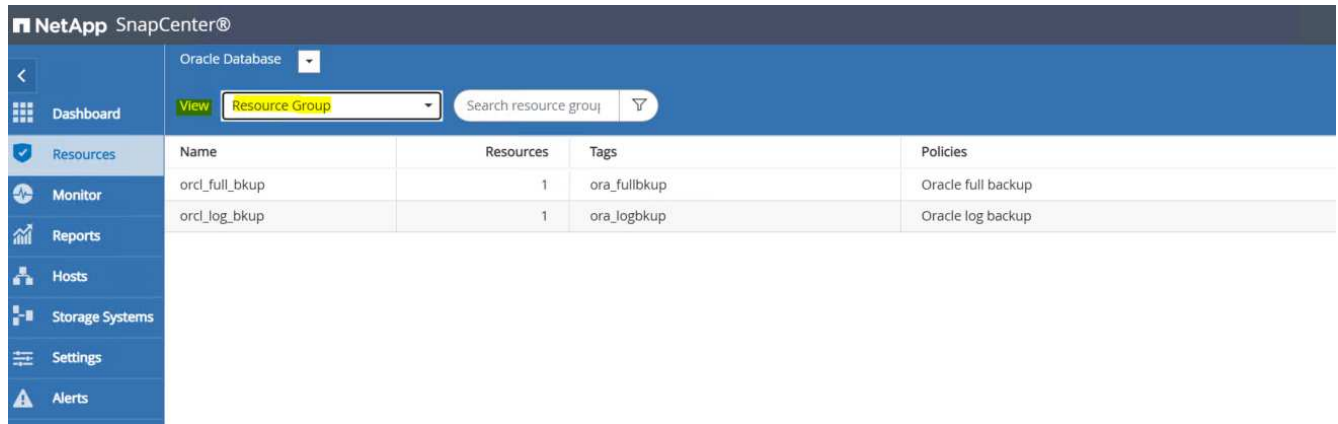 NetApp SnapCenter®
Oracle Database
View Resource Group Search resource grou
Dashboard
Resources
Monitor
Reports
Hosts
Storage Systems
Settings
Alerts
Name Resources Tags Policies
orcl_full_bkup 1 ora_fullbkup Oracle full backup
orcl_log_bkup 1 ora_logbkup Oracle log backup